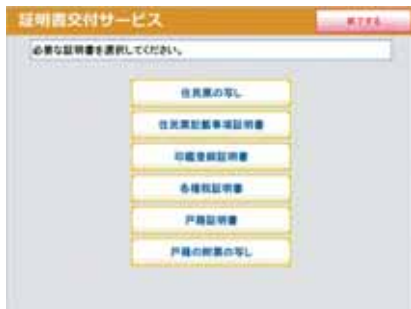 証明書交付サービス
終了する
必要な証明書を選択してください。
住民票の写し
住民票記載事項証明書
印鑑登録証明書
各種税証明書
戸籍証明書
戸籍の附票の写し